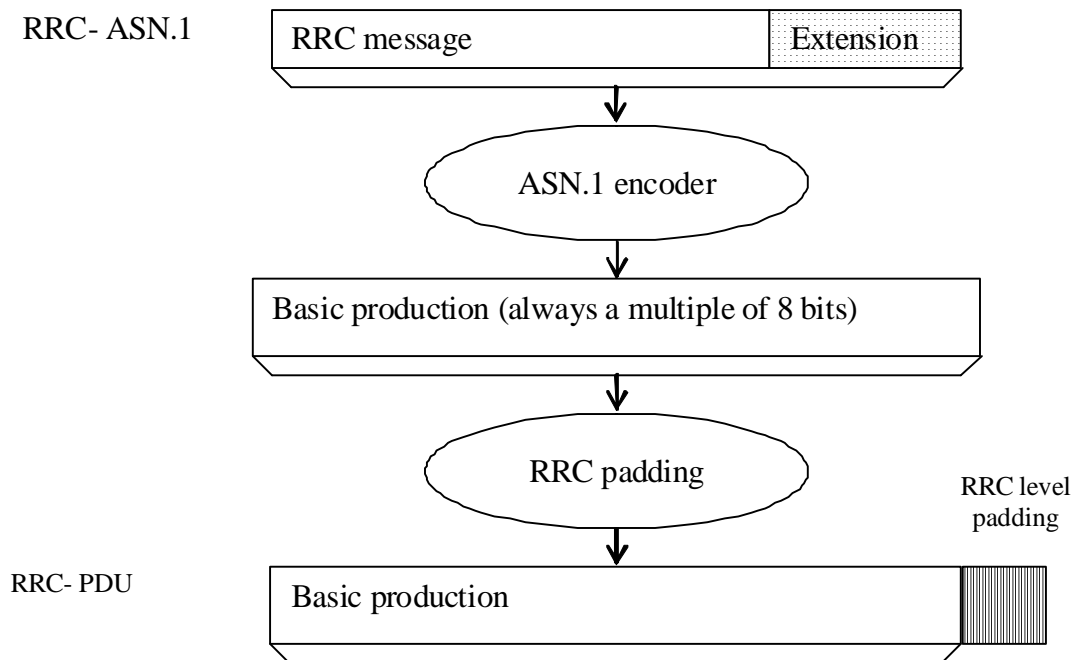 RRC- ASN.1
RRC message
Extension
ASN.1 encoder
Basic production (always a multiple of 8 bits)
RRC padding
RRC level
padding
RRC- PDU
Basic production